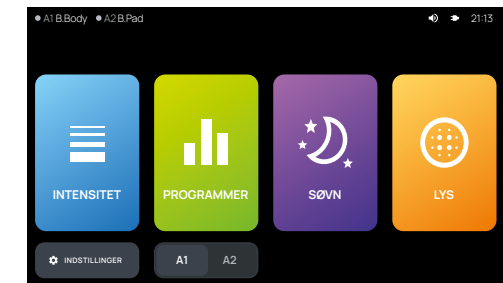 A1 B.Body A2 B.Pad 21:13
INTENSITET PROGRAMMER SØVN LYS
INDSTILLINGER A1 A2